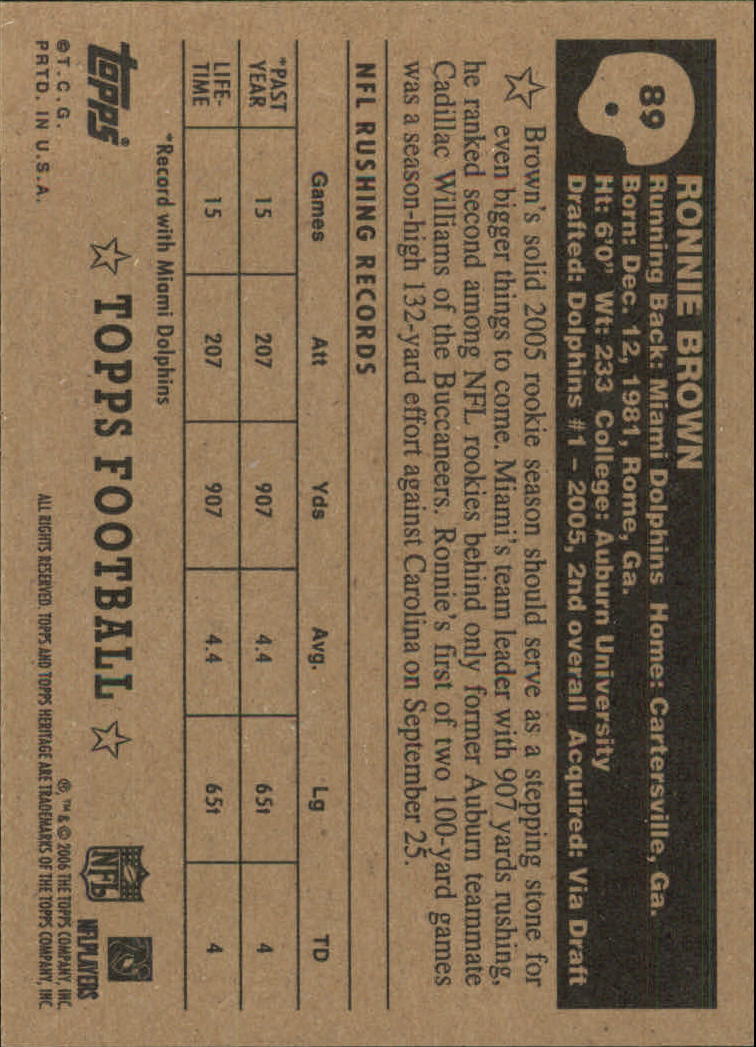 89
RONNIE BROWN
Running Back: Miami Dolphins Home: Cartersville, Ga.
Born: Dec. 12, 1981, Rome, Ga.
Ht: 6'0" Wt: 233 College: Auburn University
Drafted: Dolphins #1 - 2005, 2nd overall Acquired: Via Draft
Brown's solid 2005 rookie season should serve as a stepping stone for
even bigger things to come. Miami's team leader with 907 yards rushing,
he ranked second among NFL rookies behind only former Auburn teammate
Cadillac Williams of the Buccaneers. Ronnie's first of two 100-yard games
was a season-high 132-yard effort against Carolina on September 25.
NFL RUSHING RECORDS
Games Att Yds Avg. Lg TD
*PAST
YEAR 15 207 907 4.4 65t 4
LIFE-
TIME 15 207 907 4.4 65t 4
*Record with Miami Dolphins
topps®
©T.C.G.
PRTD. IN U.S.A.
TOPPS FOOTBALL
NFL
NFLPLAYERS
® ™ & © 2006 THE TOPPS COMPANY, INC.
ALL RIGHTS RESERVED. TOPPS AND TOPPS HERITAGE ARE TRADEMARKS OF THE TOPPS COMPANY, INC.